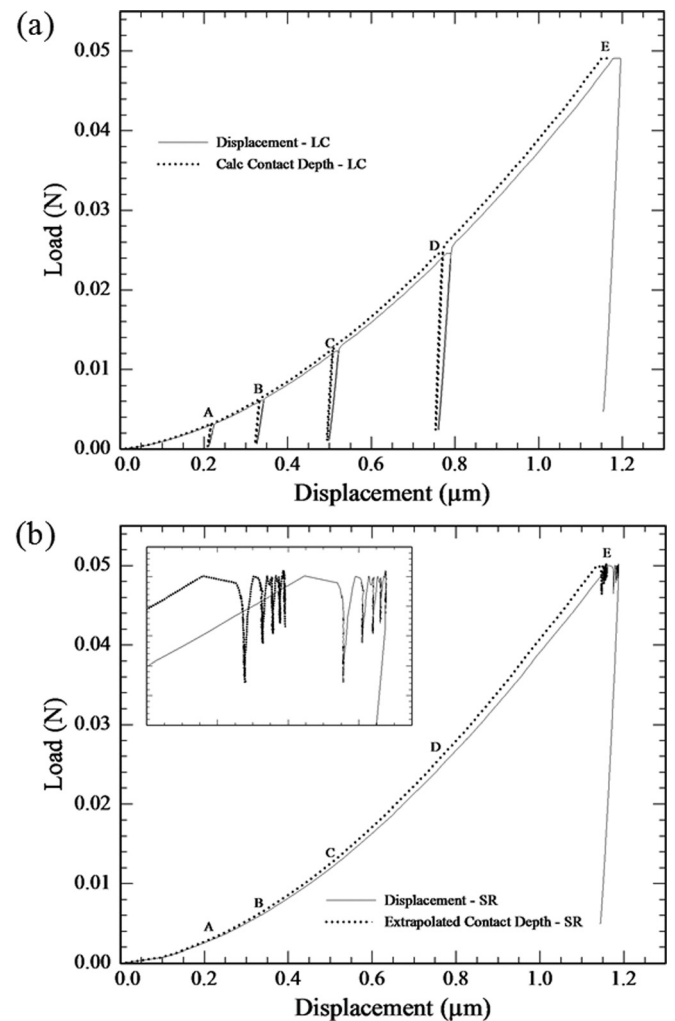 (a)
0.05
0.04
0.03
0.02
0.01
0.00
Load (N)
Displacement - LC
Calc Contact Depth - LC
A
B
C
D
E
0.0 0.2 0.4 0.6 0.8 1.0 1.2
Displacement (μm)
(b)
0.05
0.04
0.03
0.02
0.01
0.00
Load (N)
E
D
C
B
A
Displacement - SR
Extrapolated Contact Depth - SR
0.0 0.2 0.4 0.6 0.8 1.0 1.2
Displacement (μm)